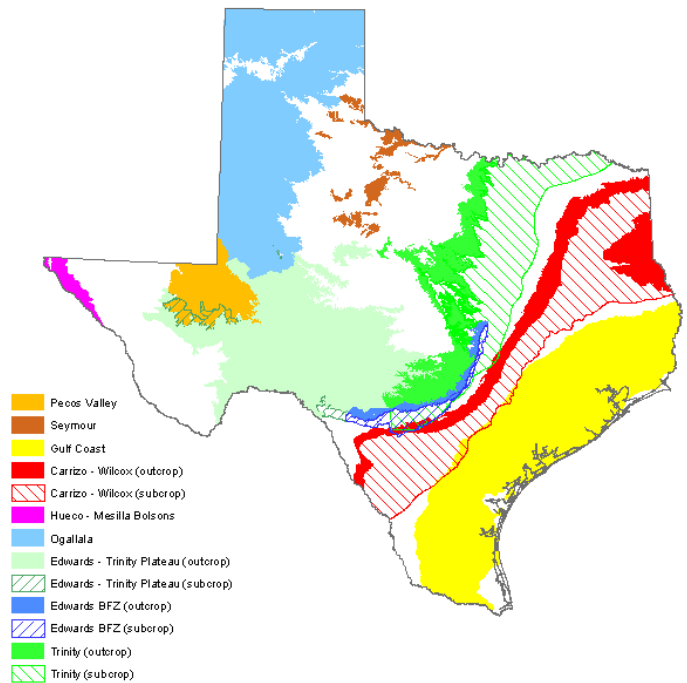 Pecos Valley
Seymour
Gulf Coast
Carrizo - Wilcox (outcrop)
Carrizo - Wilcox (subcrop)
Hueco - Mesilla Bolsons
Ogallala
Edwards - Trinity Plateau (outcrop)
Edwards - Trinity Plateau (subcrop)
Edwards BFZ (outcrop)
Edwards BFZ (subcrop)
Trinity (outcrop)
Trinity (subcrop)